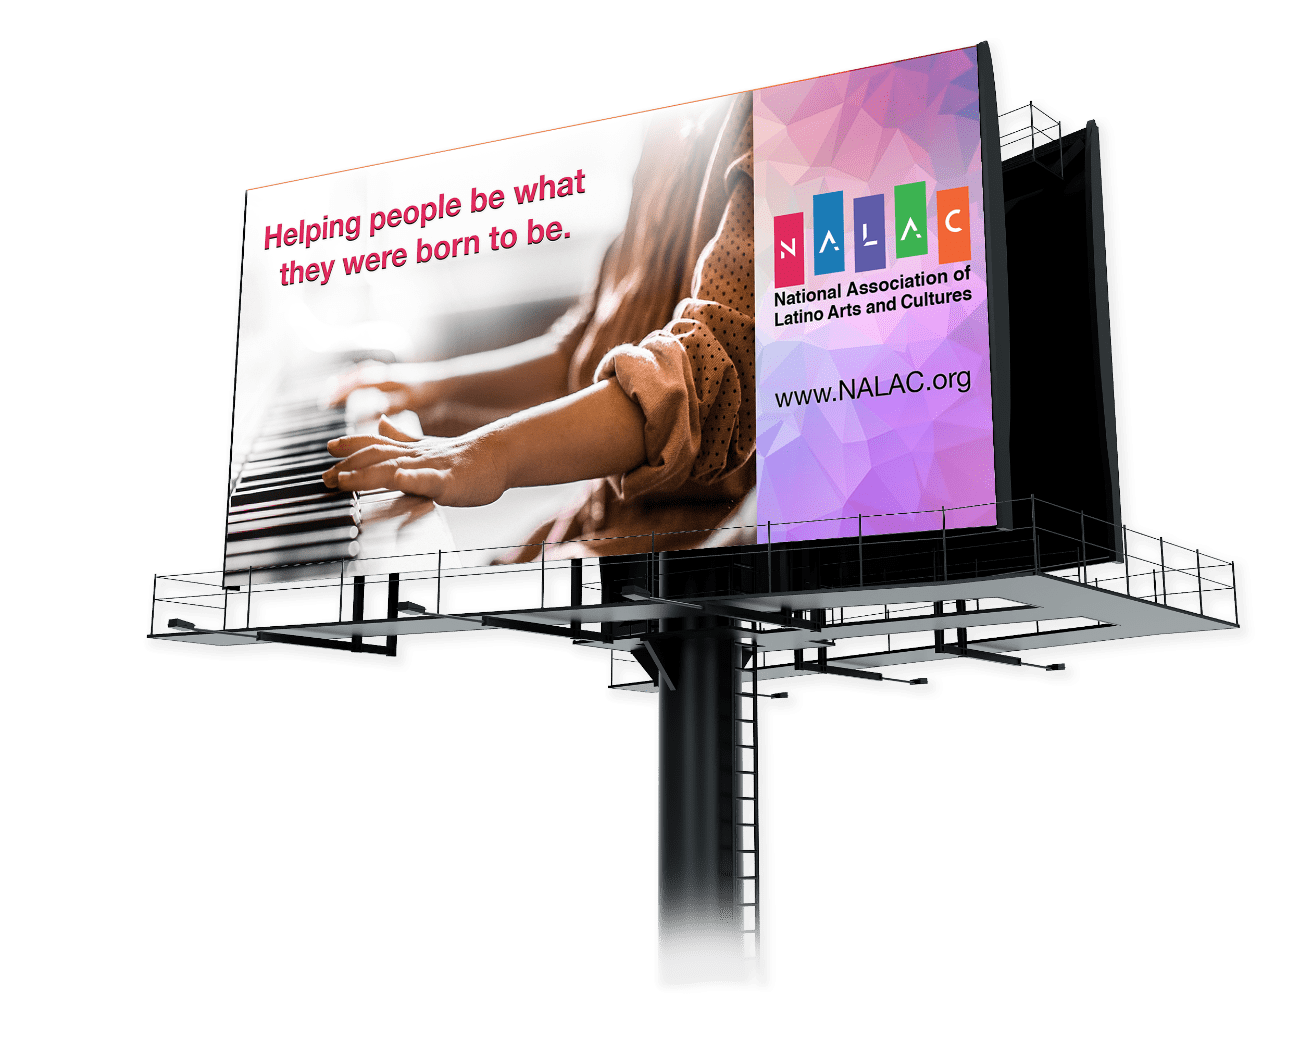 Helping people be what
they were born to be.
NALAC
National Association of
Latino Arts and Cultures
www.NALAC.org